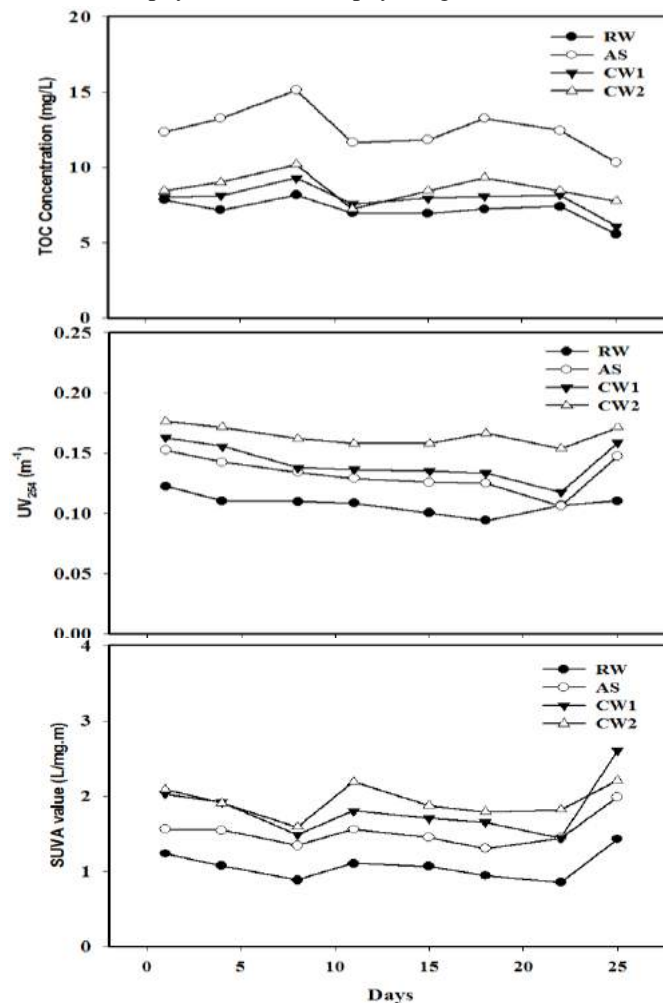 20
15
10
5
0
TOC Concentration (mg/L)
RW
AS
CW1
CW2
0.25
0.20
0.15
0.10
0.05
0.00
UV254 (m-1)
RW
AS
CW1
CW2
4
3
2
1
0
SUVA value (L/mg.m)
RW
AS
CW1
CW2
0 5 10 15 20 25
Days